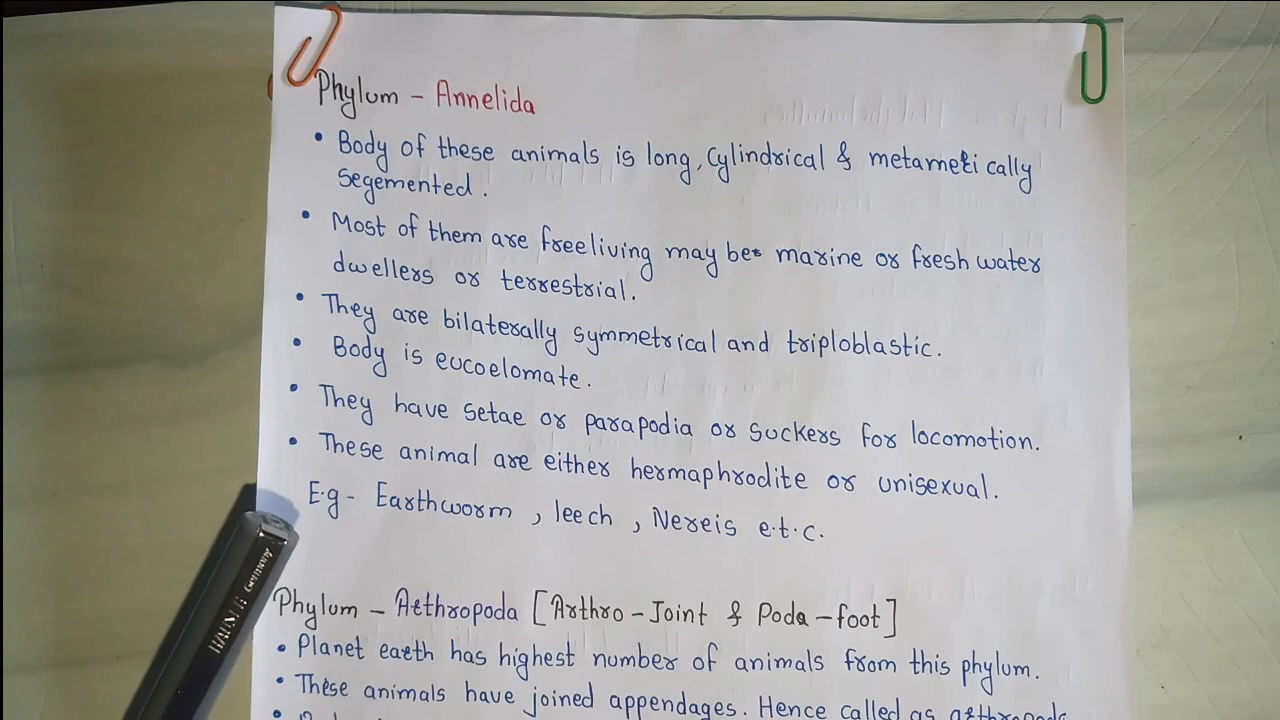 Phylum - Annelida
• Body of these animals is long, Cylindrical & metamerically
segemented.
• Most of them are freeliving may be marine or fresh water
dwellers or terrestrial.
• They are bilaterally symmetrical and triploblastic.
• Body is eucoelomate.
• They have setae or parapodia or suckers for locomotion.
• These animal are either hermaphrodite or unisexual.
E.g - Earthworm, leech, Nereis e.t.c.
Phylum - Arthropoda [Arthro - Joint & Poda - foot]
• Planet earth has highest number of animals from this phylum.
• These animals have joined appendages. Hence called as
HAUSER Germany